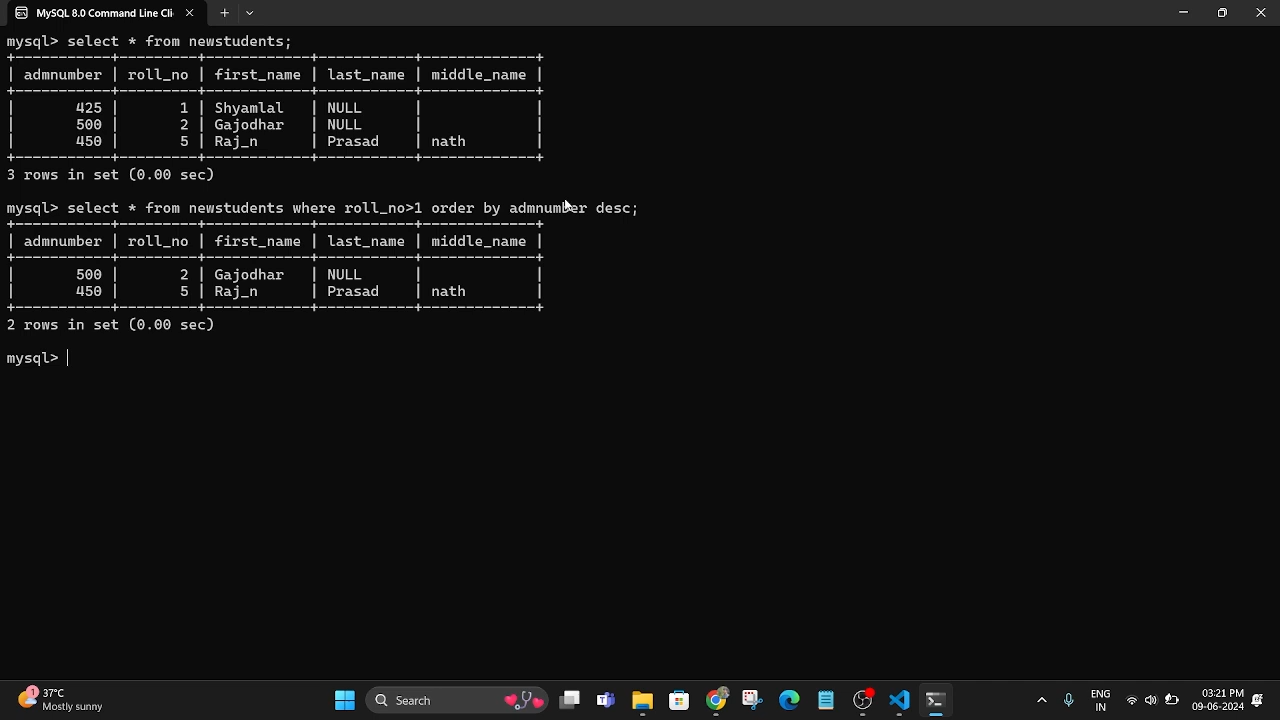 MySQL 8.0 Command Line Cli
mysql> select * from newstudents;
+-----------+---------+------------+-----------+-------------+
| admnumber | roll_no | first_name | last_name | middle_name |
+-----------+---------+------------+-----------+-------------+
|       425 |       1 | Shyamlal   | NULL      |             |
|       500 |       2 | Gajodhar   | NULL      |             |
|       450 |       5 | Raj_n      | Prasad    | nath        |
+-----------+---------+------------+-----------+-------------+
3 rows in set (0.00 sec)
mysql> select * from newstudents where roll_no>1 order by admnumber desc;
+-----------+---------+------------+-----------+-------------+
| admnumber | roll_no | first_name | last_name | middle_name |
+-----------+---------+------------+-----------+-------------+
|       500 |       2 | Gajodhar   | NULL      |             |
|       450 |       5 | Raj_n      | Prasad    | nath        |
+-----------+---------+------------+-----------+-------------+
2 rows in set (0.00 sec)
mysql>
1
37°C
Mostly sunny
Search
ENG
IN
03:21 PM
09-06-2024